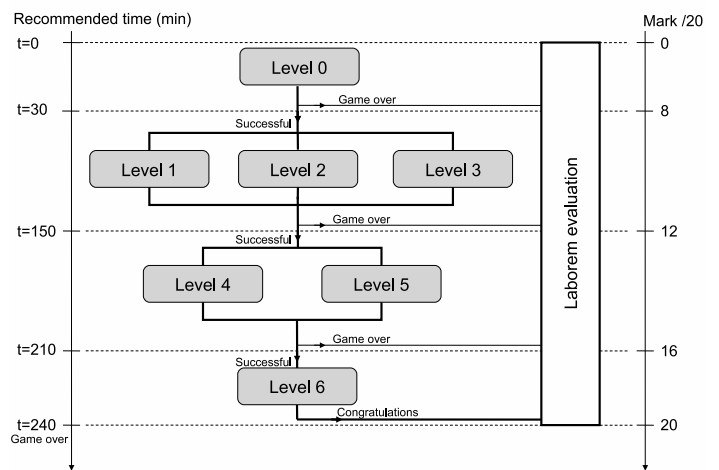 Recommended time (min)
Mark /20
t=0
0
Level 0
Game over
t=30
8
Successful
Level 1
Level 2
Level 3
Game over
t=150
12
Successful
Level 4
Level 5
Laborem evaluation
Game over
t=210
16
Successful
Level 6
Congratulations
t=240
20
Game over